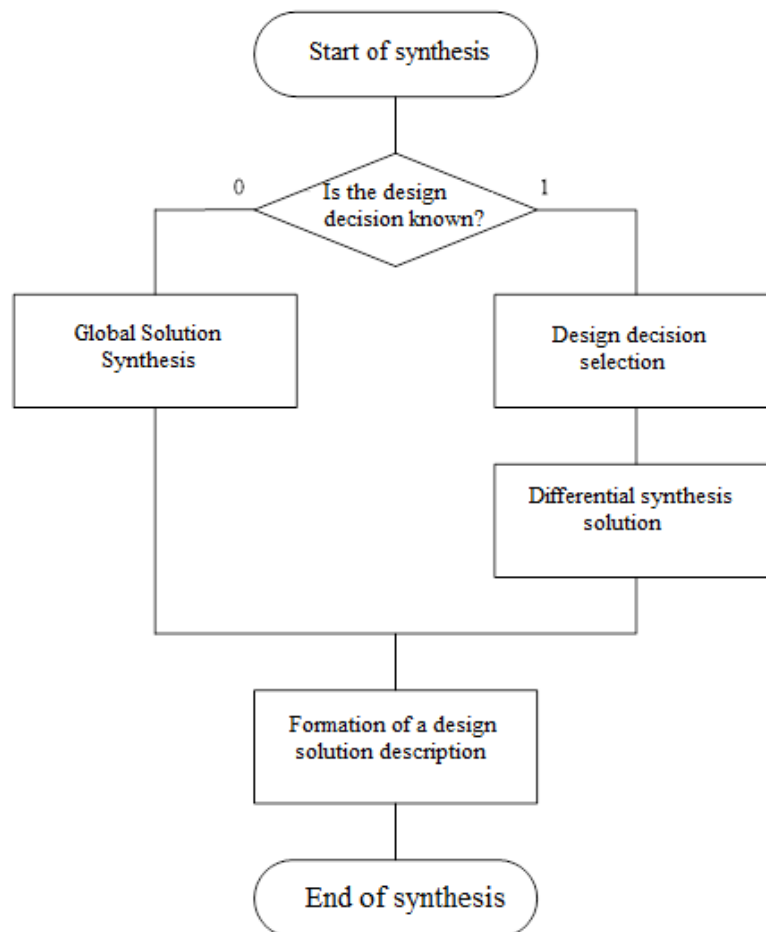 Start of synthesis
0
Is the design
1
decision known?
Global Solution
Synthesis
Design decision
selection
Differential synthesis
solution
Formation of a design
solution description
End of synthesis